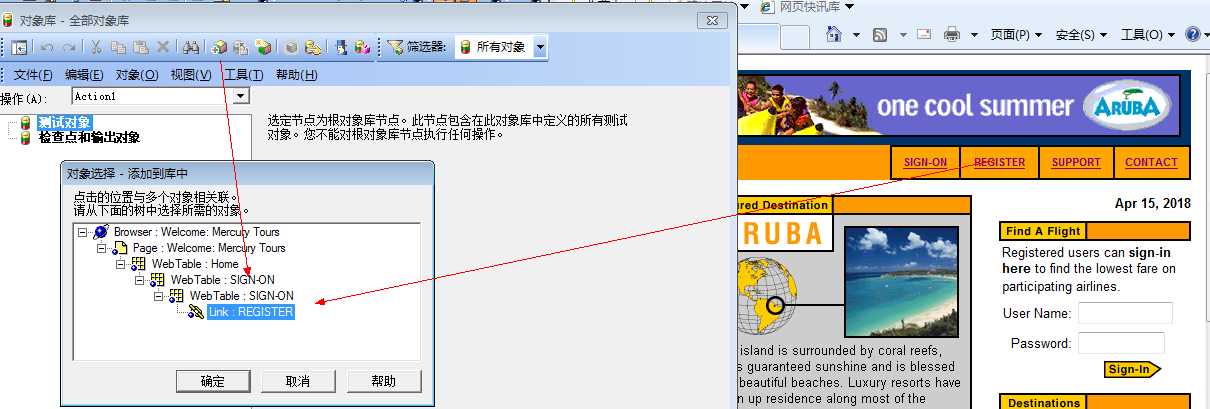 对象库 - 全部对象库
筛选器: 所有对象
文件(F) 编辑(E) 对象(O) 视图(V) 工具(T) 帮助(H)
操作(A): Action1
测试对象
检查点和输出对象
选定节点为根对象库节点。此节点包含在此对象库中定义的所有测试
对象。您不能对根对象库节点执行任何操作。
对象选择 - 添加到库中
点击的位置与多个对象相关联。
请从下面的树中选择所需的对象。
Browser : Welcome: Mercury Tours
Page : Welcome: Mercury Tours
WebTable : Home
WebTable : SIGN-ON
WebTable : SIGN-ON
Link : REGISTER
确定 取消 帮助
网页快讯库
页面(P) 安全(S) 工具(O)
one cool summer ARUBA
SIGN-ON REGISTER SUPPORT CONTACT
Apr 15, 2018
ured Destination
RUBA
island is surrounded by coral reefs,
s guaranteed sunshine and is blessed
beautiful beaches. Luxury resorts have
n up residence along most of the
Find A Flight
Registered users can sign-in
here to find the lowest fare on
participating airlines.
User Name:
Password:
Sign-In
Destinations